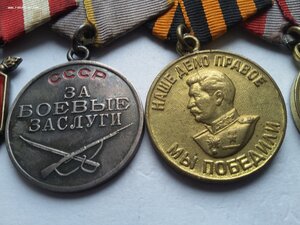 СССР
ЗА
БОЕВЫЕ
ЗАСЛУГИ
НАШЕ ДЕЛО ПРАВОЕ
МЫ ПОБЕДИЛИ